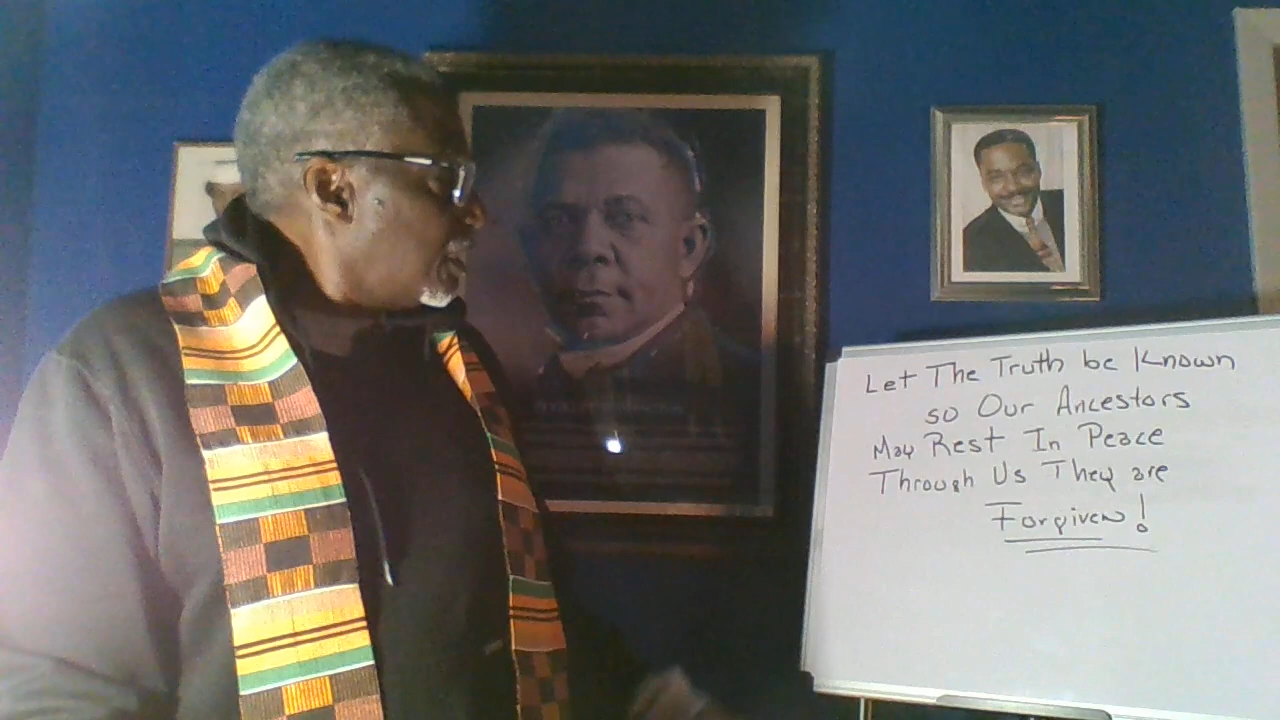 Let The Truth be Known
so Our Ancestors
May Rest In Peace
Through Us They are
Forgiven!